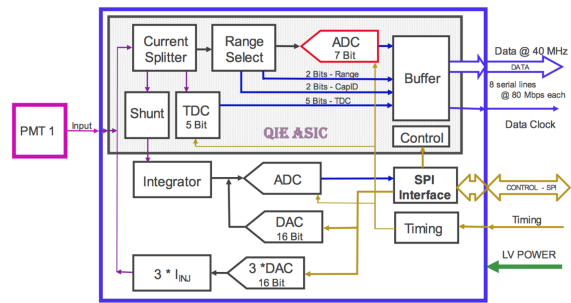 Current
Splitter
Range
Select
ADC
7 Bit
Buffer
Data @ 40 MHz
DATA
8 serial lines
@ 80 Mbps each
2 Bits - Range
2 Bits - CapID
5 Bits - TDC
Data Clock
Shunt
TDC
5 Bit
QIE ASIC
PMT 1
Input
Control
Integrator
ADC
SPI
Interface
CONTROL - SPI
DAC
16 Bit
Timing
Timing
3 * IINJ
3 *DAC
16 Bit
LV POWER